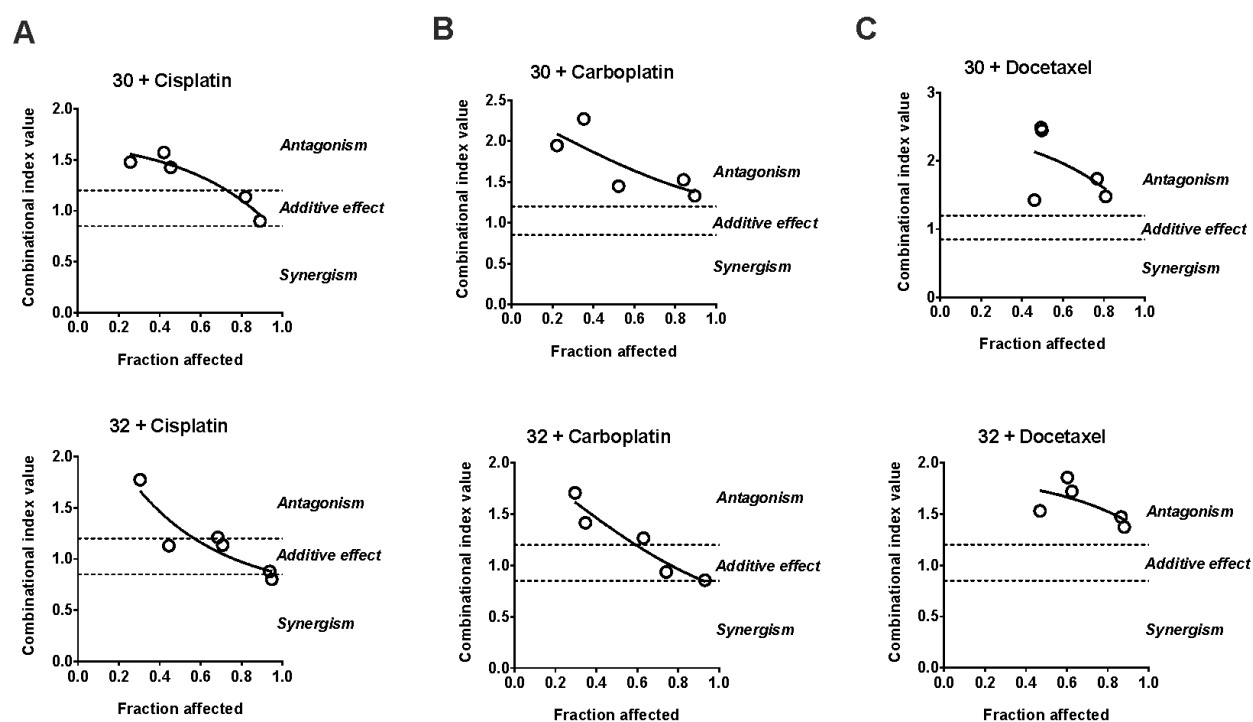 A
B
C
30 + Cisplatin
Combinational index value
2.0
1.5
1.0
0.5
0.0
0.0 0.2 0.4 0.6 0.8 1.0
Fraction affected
Antagonism
Additive effect
Synergism
30 + Carboplatin
Combinational index value
2.5
2.0
1.5
1.0
0.5
0.0
0.0 0.2 0.4 0.6 0.8 1.0
Fraction affected
Antagonism
Additive effect
Synergism
30 + Docetaxel
Combinational index value
3
2
1
0
0.0 0.2 0.4 0.6 0.8 1.0
Fraction affected
Antagonism
Additive effect
Synergism
32 + Cisplatin
Combinational index value
2.0
1.5
1.0
0.5
0.0
0.0 0.2 0.4 0.6 0.8 1.0
Fraction affected
Antagonism
Additive effect
Synergism
32 + Carboplatin
Combinational index value
2.0
1.5
1.0
0.5
0.0
0.0 0.2 0.4 0.6 0.8 1.0
Fraction affected
Antagonism
Additive effect
Synergism
32 + Docetaxel
Combinational index value
2.0
1.5
1.0
0.5
0.0
0.0 0.2 0.4 0.6 0.8 1.0
Fraction affected
Antagonism
Additive effect
Synergism